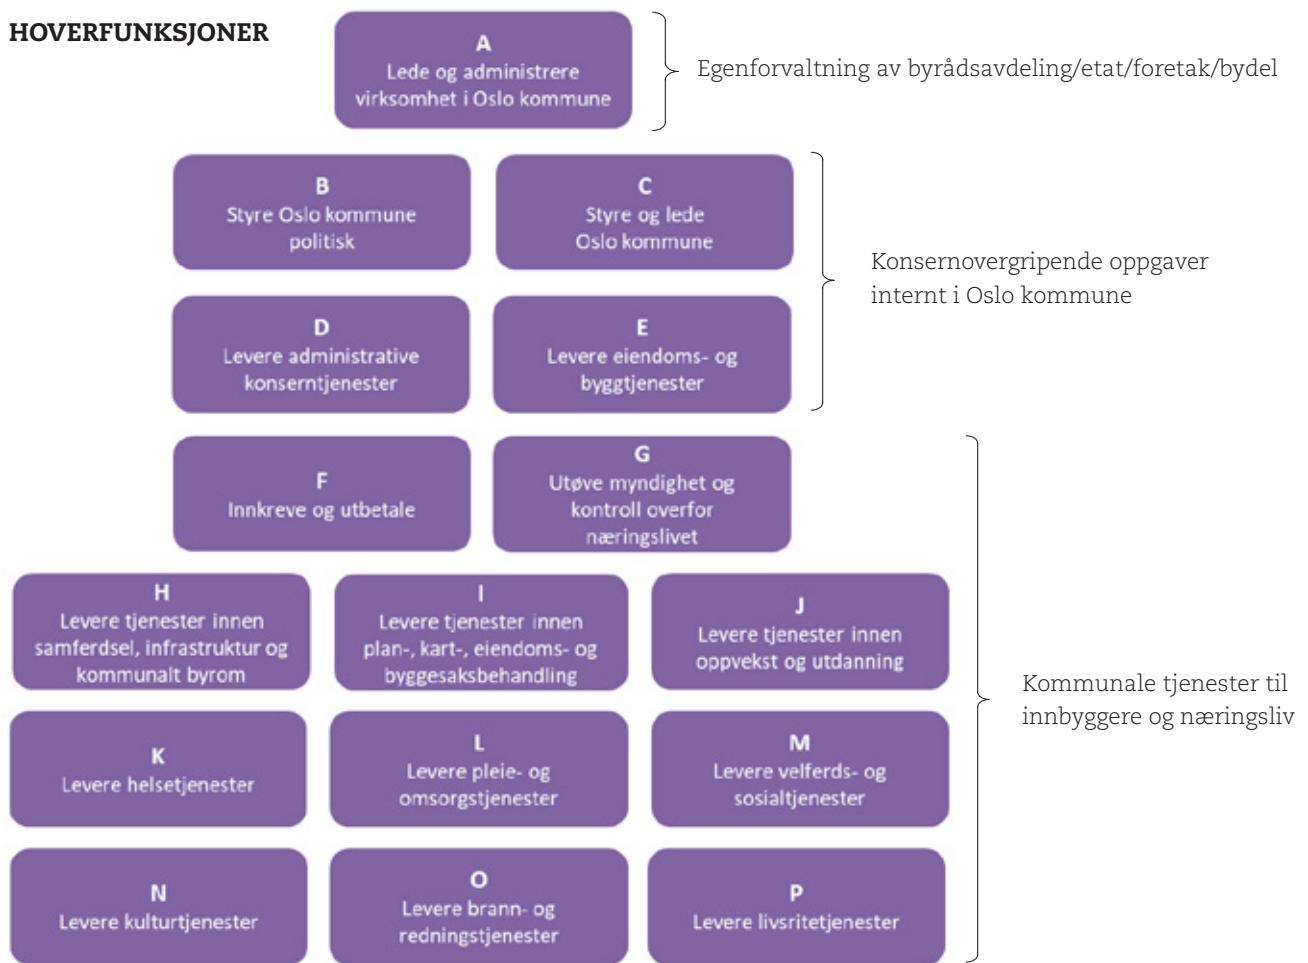 HOVERFUNKSJONER
A
Lede og administrere
virksomhet i Oslo kommune
Egenforvaltning av byrådsavdeling/etat/foretak/bydel
B
Styre Oslo kommune
politisk
C
Styre og lede
Oslo kommune
D
Levere administrative
konserntjenester
E
Levere eiendoms- og
byggtjenester
Konsernovergripende oppgaver
internt i Oslo kommune
F
Innkreve og utbetale
G
Utøve myndighet og
kontroll overfor
næringslivet
H
Levere tjenester innen
samferdsel, infrastruktur og
kommunalt byrom
I
Levere tjenester innen
plan-, kart-, eiendoms- og
byggesaksbehandling
J
Levere tjenester innen
oppvekst og utdanning
K
Levere helsetjenester
L
Levere pleie- og
omsorgstjenester
M
Levere velferds- og
sosialtjenester
N
Levere kulturtjenester
O
Levere brann- og
redningstjenester
P
Levere livsritetjenester
Kommunale tjenester til
innbyggere og næringsliv